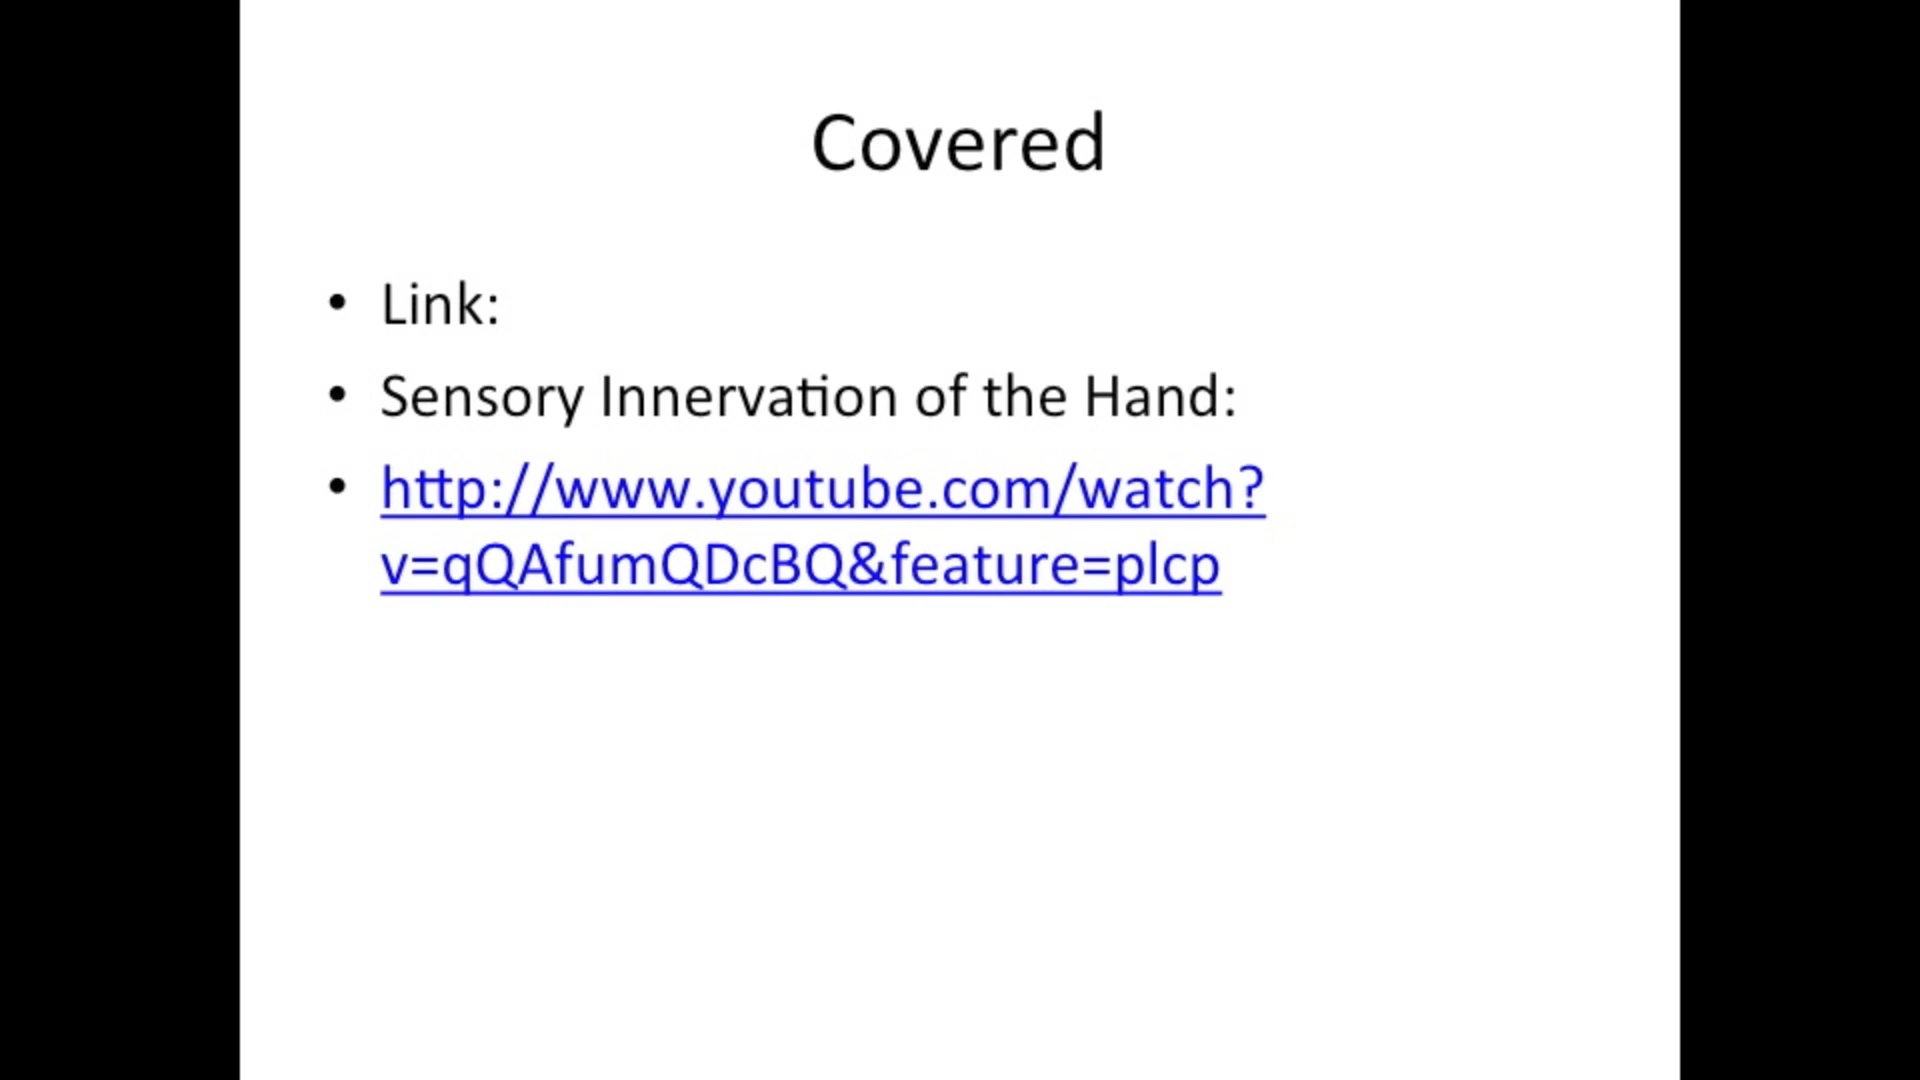 Covered
• Link:
• Sensory Innervation of the Hand:
• http://www.youtube.com/watch?
v=qQAfumQDcBQ&feature=plcp